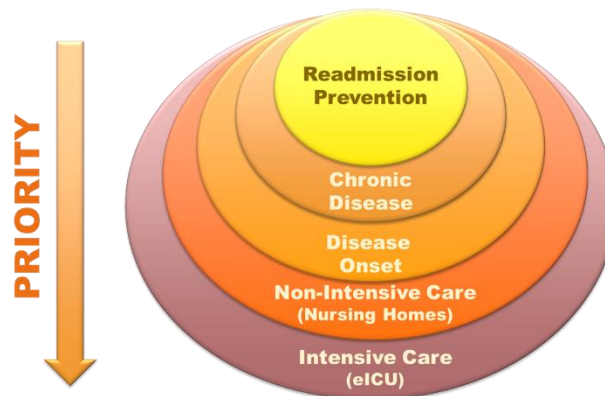 PRIORITY
Readmission
Prevention
Chronic
Disease
Disease
Onset
Non-Intensive Care
(Nursing Homes)
Intensive Care
(eICU)